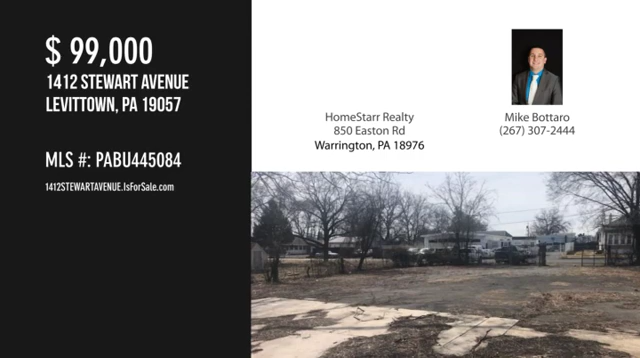 $ 99,000
1412 STEWART AVENUE
LEVITTOWN, PA 19057
MLS #: PABU445084
1412STEWARTAVENUE.IsForSale.com
HomeStarr Realty
850 Easton Rd
Warrington, PA 18976
Mike Bottaro
(267) 307-2444